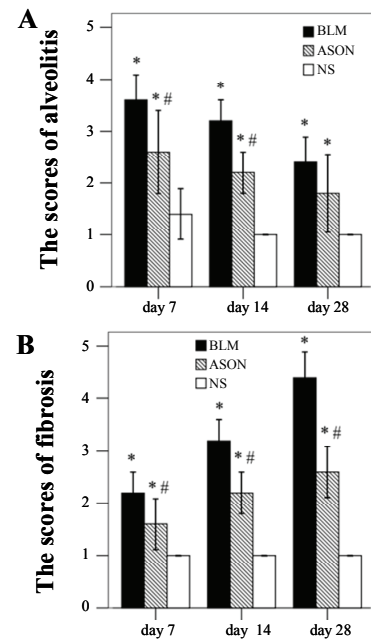 A
The scores of alveolitis
5
4
3
2
1
0
BLM
ASON
NS
*
* #
*
* #
*
*
day 7
day 14
day 28
B
The scores of fibrosis
5
4
3
2
1
0
BLM
ASON
NS
*
* #
*
* #
*
* #
day 7
day 14
day 28